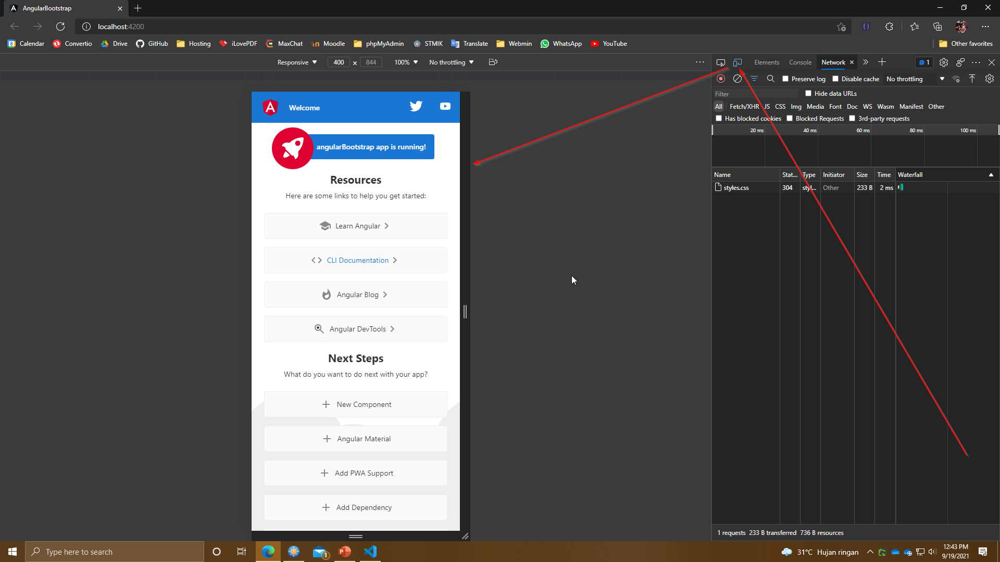 AngularBootstrap
localhost:4200
Calendar Convertio Drive GitHub Hosting iLovePDF MaxChat Moodle phpMyAdmin STMIK Translate Webmin WhatsApp YouTube Other favorites
Responsive 400 × 844 100% No throttling
Elements Console Network 1
Preserve log Disable cache No throttling
Filter Hide data URLs
All Fetch/XHR JS CSS Img Media Font Doc WS Wasm Manifest Other
Has blocked cookies Blocked Requests 3rd-party requests
20 ms 40 ms 60 ms 80 ms 100 ms
Name Stat... Type Initiator Size Time Waterfall
styles.css 304 styl... Other 233 B 2 ms
1 requests 233 B transferred 736 B resources
A Welcome
angularBootstrap app is running!
Resources
Here are some links to help you get started:
Learn Angular
CLI Documentation
Angular Blog
Angular DevTools
Next Steps
What do you want to do next with your app?
New Component
Angular Material
Add PWA Support
Add Dependency
Type here to search
1
31°C Hujan ringan
12:43 PM
9/19/2021